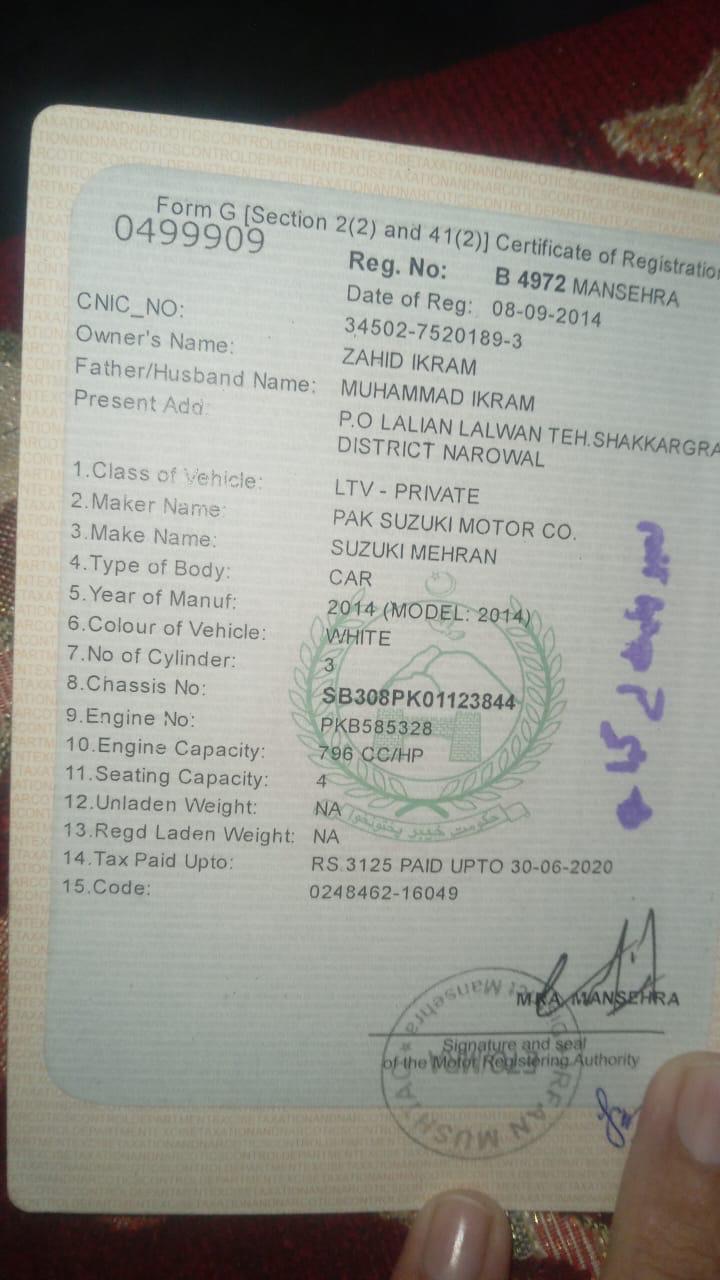 Form G [Section 2(2) and 41(2)] Certificate of Registratio
0499909
Reg. No: B 4972 MANSEHRA
Date of Reg: 08-09-2014
CNIC_NO: 34502-7520189-3
Owner's Name: ZAHID IKRAM
Father/Husband Name: MUHAMMAD IKRAM
Present Add: P.O LALIAN LALWAN TEH.SHAKKARGRA
DISTRICT NAROWAL
1.Class of Vehicle: LTV - PRIVATE
2.Maker Name: PAK SUZUKI MOTOR CO.
3.Make Name: SUZUKI MEHRAN
4.Type of Body: CAR
5.Year of Manuf: 2014 (MODEL: 2014)
6.Colour of Vehicle: WHITE
7.No of Cylinder: 3
8.Chassis No: SB308PK01123844
9.Engine No: PKB585328
10.Engine Capacity: 796 CC/HP
11.Seating Capacity: 4
12.Unladen Weight: NA
13.Regd Laden Weight: NA
14.Tax Paid Upto: RS.3125 PAID UPTO 30-06-2020
15.Code: 0248462-16049
حکومت خیبر پختونخوا
MRA, MANSEHRA
Signature and seal
of the Motor Registering Authority